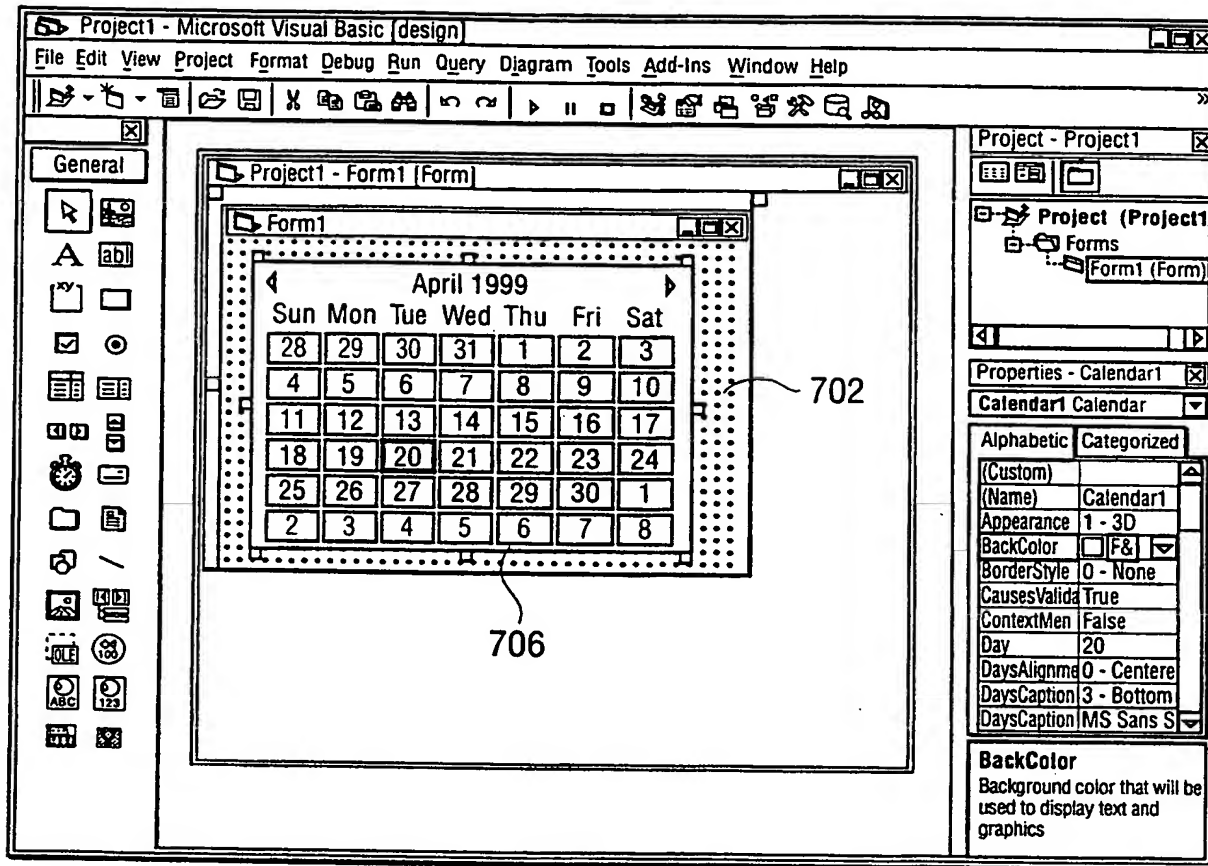 Project1 - Microsoft Visual Basic [design]
File Edit View Project Format Debug Run Query Diagram Tools Add-Ins Window Help
»
General
A
abl
xy
OLE
100
ABC
123
Project1 - Form1 (Form)
Form1
April 1999
Sun Mon Tue Wed Thu Fri Sat
28 29 30 31 1 2 3
4 5 6 7 8 9 10
11 12 13 14 15 16 17
18 19 20 21 22 23 24
25 26 27 28 29 30 1
2 3 4 5 6 7 8
702
706
Project - Project1
Project (Project1
Forms
Form1 (Form)
Properties - Calendar1
Calendar1 Calendar
Alphabetic Categorized
(Custom)
(Name) Calendar1
Appearance 1 - 3D
BackColor F&
BorderStyle 0 - None
CausesValida True
ContextMen False
Day 20
DaysAlignme 0 - Centere
DaysCaption 3 - Bottom
DaysCaption MS Sans S
BackColor
Background color that will be
used to display text and
graphics